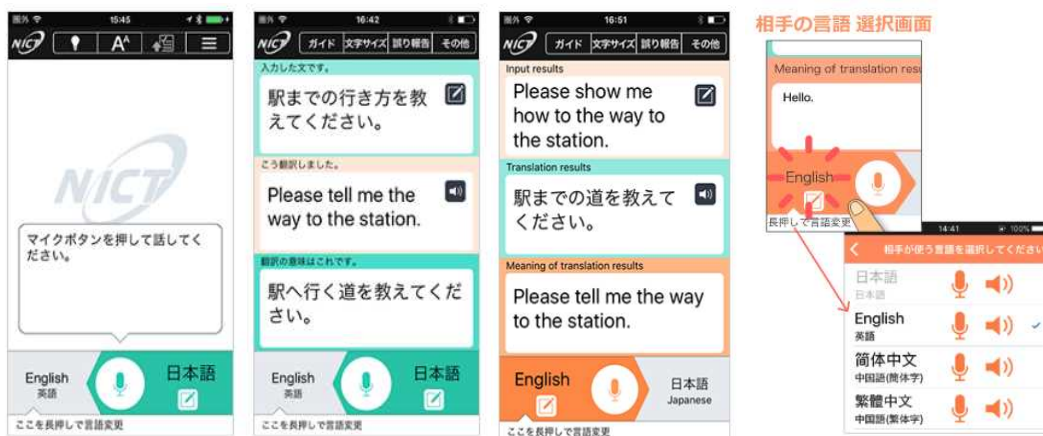 圏外 15:45
NICT AA
NICT
マイクボタンを押して話してく
ださい。
English
英語
日本語
ここを長押しで言語変更
圏外 16:42
NICT ガイド 文字サイズ 誤り報告 その他
入力した文です。
駅までの行き方を教
えてください。
こう翻訳しました。
Please tell me the
way to the station.
翻訳の意味はこれです。
駅へ行く道を教えてくだ
さい。
English
英語
日本語
ここを長押しで言語変更
圏外 16:51
NICT ガイド 文字サイズ 誤り報告 その他
Input results
Please show me
how to the way to
the station.
Translation results
駅までの道を教えて
ください。
Meaning of translation results
Please tell me the way
to the station.
English
日本語
Japanese
ここを長押しで言語変更
相手の言語 選択画面
Meaning of translation resu
Hello.
English
長押しで言語変更
14:41 100%
相手が使う言語を選択してください
日本語
日本語
English
英語
简体中文
中国語(簡体字)
繁體中文
中国語(繁体字)